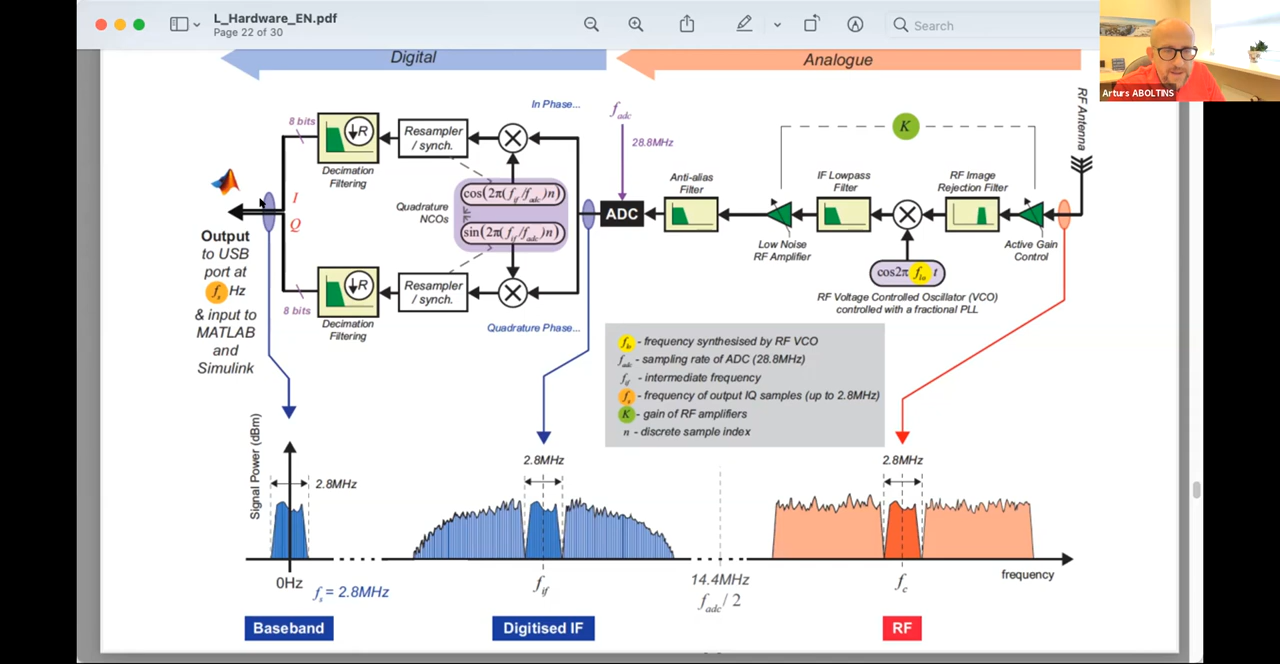 L_Hardware_EN.pdf
Page 22 of 30
Search
Artūrs ĀBOLTIŅŠ
Digital
Analogue
In Phase...
f_adc
28.8MHz
RF Antenna
K
8 bits
R
Decimation
Filtering
Resampler
/ synch.
cos(2π(f_if/f_adc)n)
Quadrature
NCOs
sin(2π(f_if/f_adc)n)
ADC
Anti-alias
Filter
IF Lowpass
Filter
RF Image
Rejection Filter
Low Noise
RF Amplifier
Active Gain
Control
cos2π f_lo t
RF Voltage Controlled Oscillator (VCO)
controlled with a fractional PLL
I
Q
Output
to USB
port at
f_s Hz
& input to
MATLAB
and
Simulink
8 bits
R
Decimation
Filtering
Resampler
/ synch.
Quadrature Phase...
f_lo - frequency synthesised by RF VCO
f_adc - sampling rate of ADC (28.8MHz)
f_if - intermediate frequency
f_s - frequency of output IQ samples (up to 2.8MHz)
K - gain of RF amplifiers
n - discrete sample index
Signal Power (dBm)
2.8MHz
2.8MHz
2.8MHz
0Hz
f_s = 2.8MHz
f_if
14.4MHz
f_adc / 2
f_c
frequency
Baseband
Digitised IF
RF